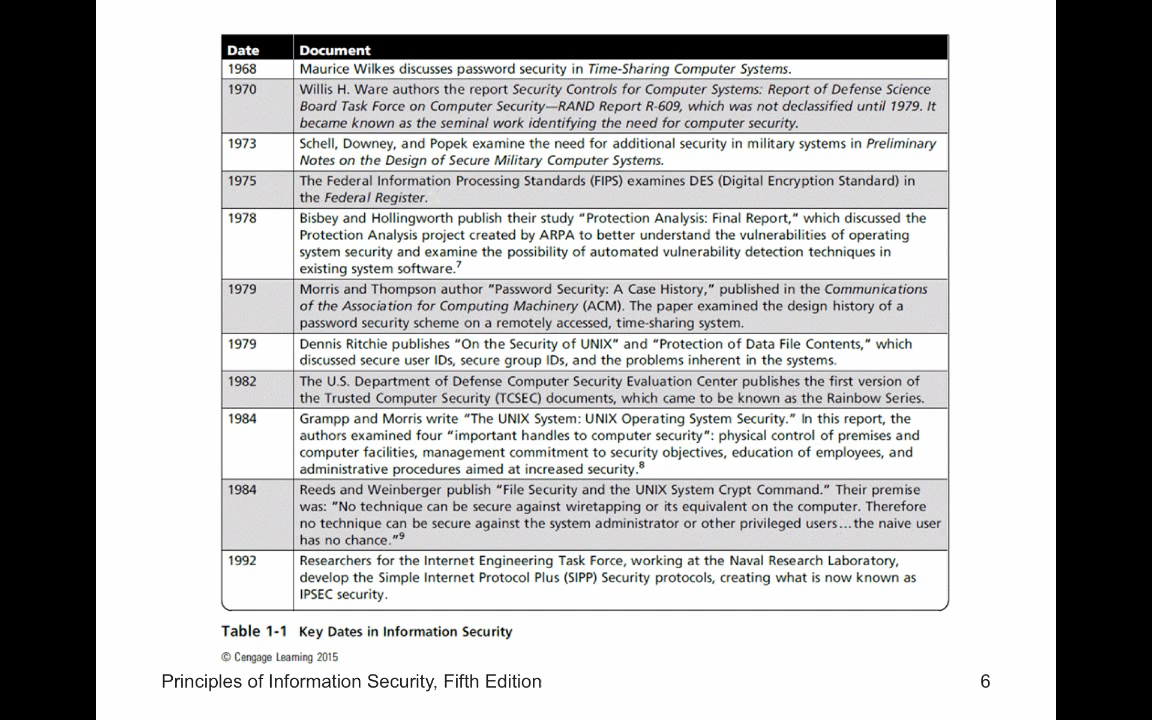 Date Document
1968 Maurice Wilkes discusses password security in Time-Sharing Computer Systems.
1970 Willis H. Ware authors the report Security Controls for Computer Systems: Report of Defense Science
Board Task Force on Computer Security—RAND Report R-609, which was not declassified until 1979. It
became known as the seminal work identifying the need for computer security.
1973 Schell, Downey, and Popek examine the need for additional security in military systems in Preliminary
Notes on the Design of Secure Military Computer Systems.
1975 The Federal Information Processing Standards (FIPS) examines DES (Digital Encryption Standard) in
the Federal Register.
1978 Bisbey and Hollingworth publish their study “Protection Analysis: Final Report,” which discussed the
Protection Analysis project created by ARPA to better understand the vulnerabilities of operating
system security and examine the possibility of automated vulnerability detection techniques in
existing system software.7
1979 Morris and Thompson author “Password Security: A Case History,” published in the Communications
of the Association for Computing Machinery (ACM). The paper examined the design history of a
password security scheme on a remotely accessed, time-sharing system.
1979 Dennis Ritchie publishes “On the Security of UNIX” and “Protection of Data File Contents,” which
discussed secure user IDs, secure group IDs, and the problems inherent in the systems.
1982 The U.S. Department of Defense Computer Security Evaluation Center publishes the first version of
the Trusted Computer Security (TCSEC) documents, which came to be known as the Rainbow Series.
1984 Grampp and Morris write “The UNIX System: UNIX Operating System Security.” In this report, the
authors examined four “important handles to computer security”: physical control of premises and
computer facilities, management commitment to security objectives, education of employees, and
administrative procedures aimed at increased security.8
1984 Reeds and Weinberger publish “File Security and the UNIX System Crypt Command.” Their premise
was: “No technique can be secure against wiretapping or its equivalent on the computer. Therefore
no technique can be secure against the system administrator or other privileged users...the naive user
has no chance.”9
1992 Researchers for the Internet Engineering Task Force, working at the Naval Research Laboratory,
develop the Simple Internet Protocol Plus (SIPP) Security protocols, creating what is now known as
IPSEC security.
Table 1-1 Key Dates in Information Security
© Cengage Learning 2015
Principles of Information Security, Fifth Edition 6